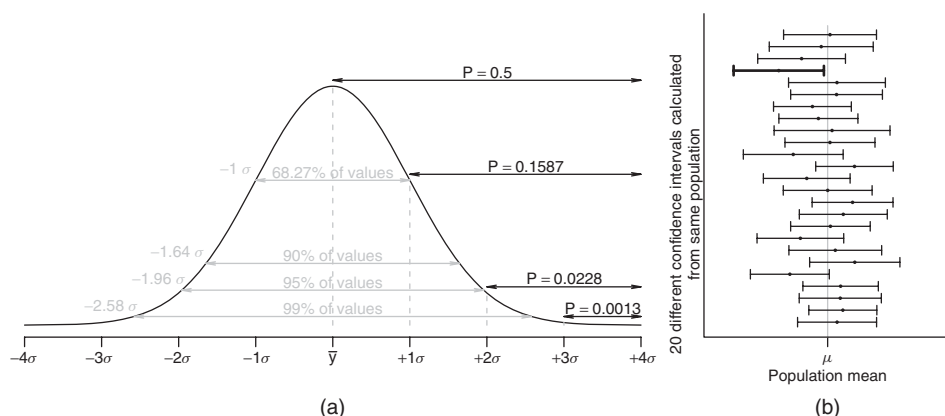 P = 0.5
P = 0.1587
−1 σ
68.27% of values
−1.64 σ
90% of values
−1.96 σ
95% of values
P = 0.0228
−2.58 σ
99% of values
P = 0.0013
−4σ −3σ −2σ −1σ y̅ +1σ +2σ +3σ +4σ
(a)
20 different confidence intervals calculated
from same population
μ
Population mean
(b)